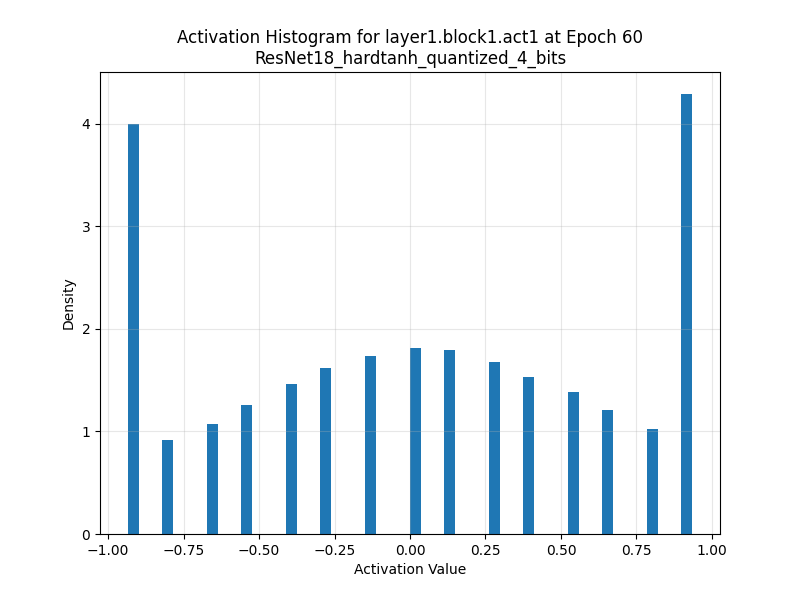 Activation Histogram for layer1.block1.act1 at Epoch 60
ResNet18_hardtanh_quantized_4_bits
4
3
2
1
0
Density
−1.00 −0.75 −0.50 −0.25 0.00 0.25 0.50 0.75 1.00
Activation Value